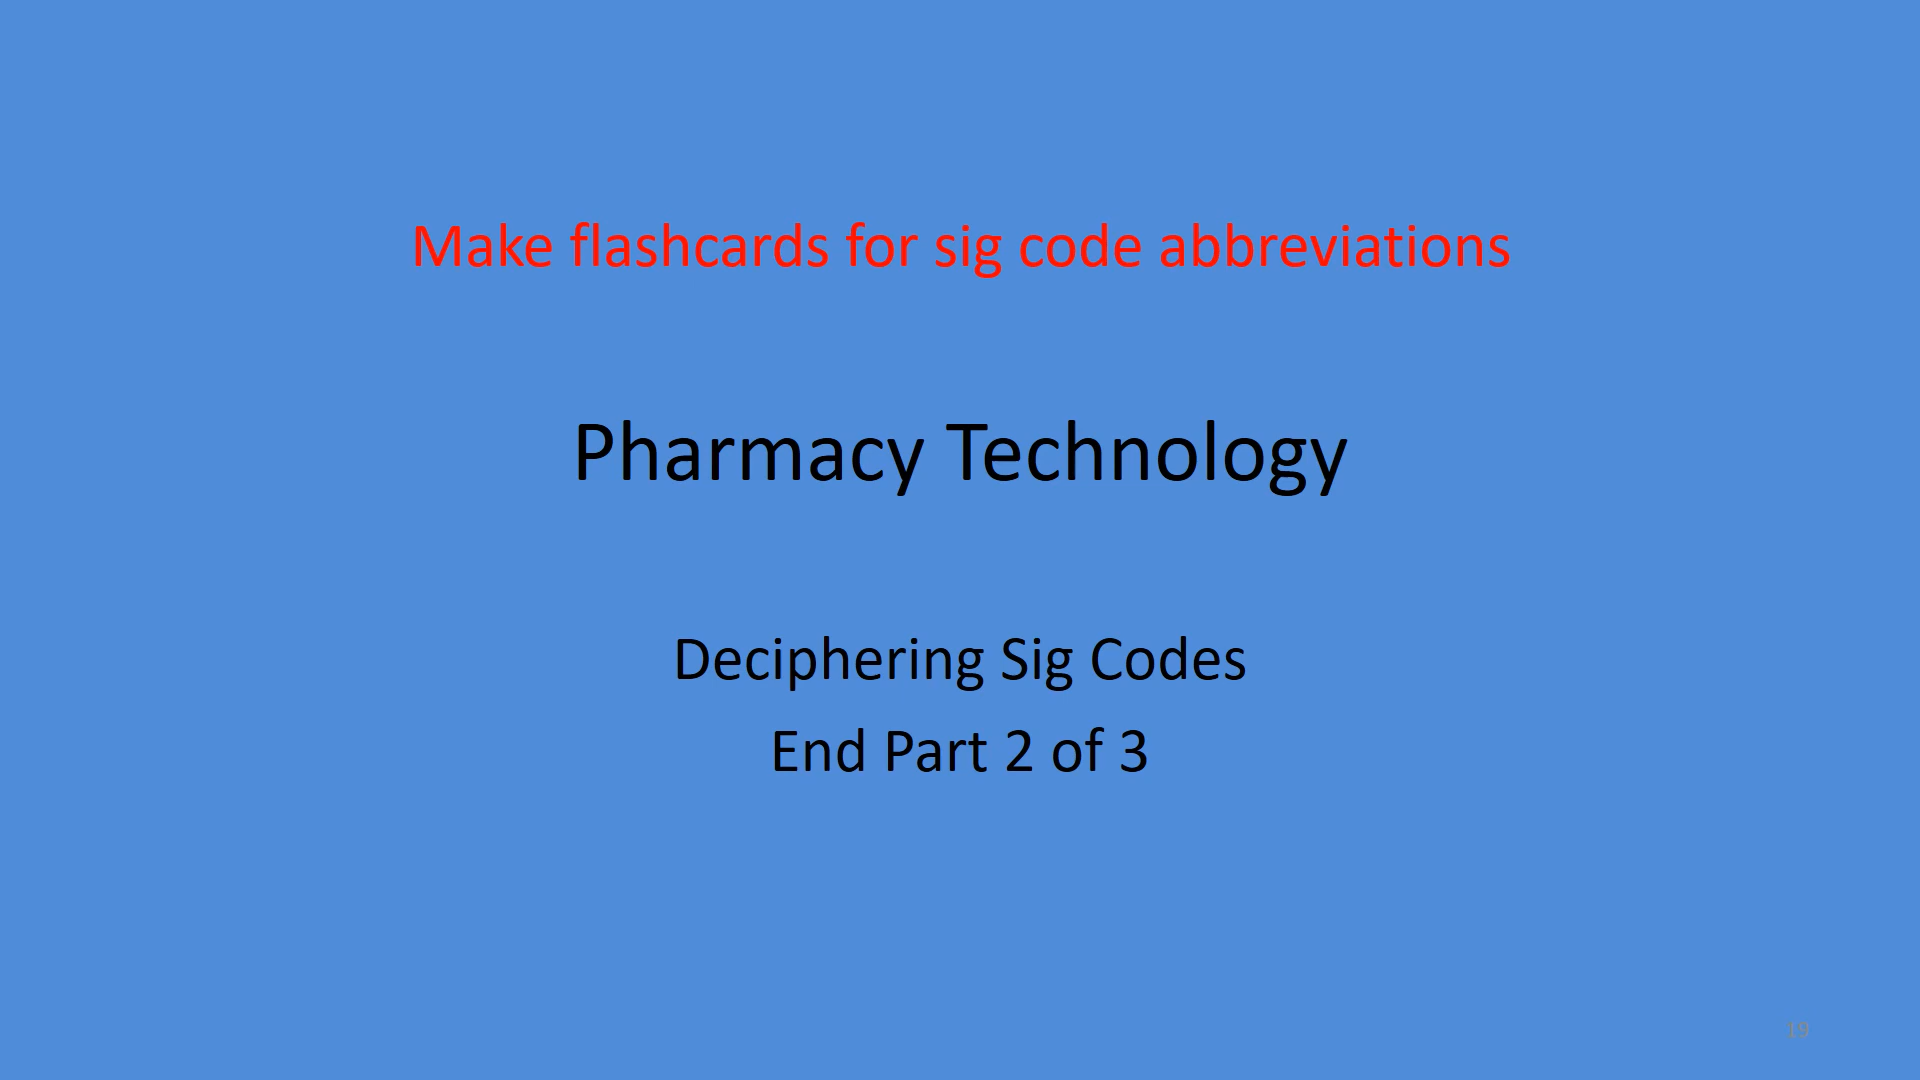 Make flashcards for sig code abbreviations
Pharmacy Technology
Deciphering Sig Codes
End Part 2 of 3
19